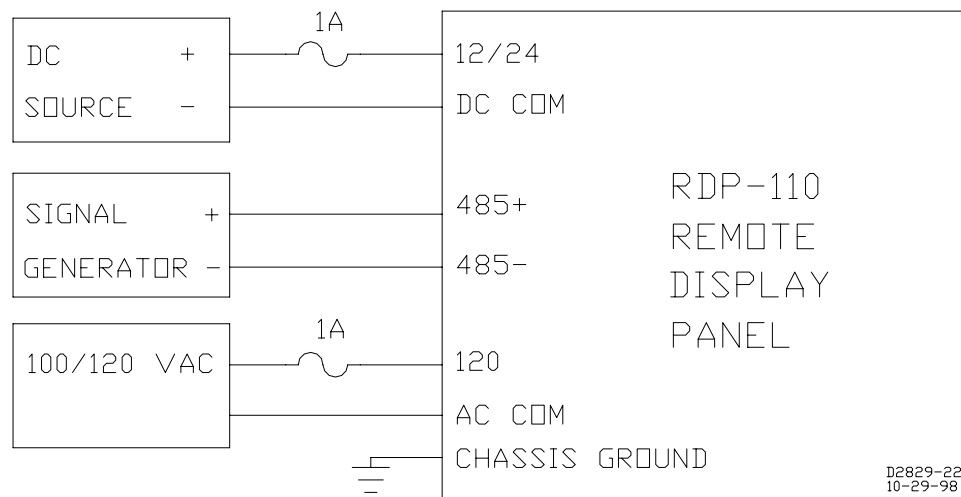 1A
DC +
SOURCE -
12/24
DC COM
SIGNAL +
GENERATOR -
485+
485-
1A
100/120 VAC
120
AC COM
CHASSIS GROUND
RDP-110
REMOTE
DISPLAY
PANEL
D2829-22
10-29-98